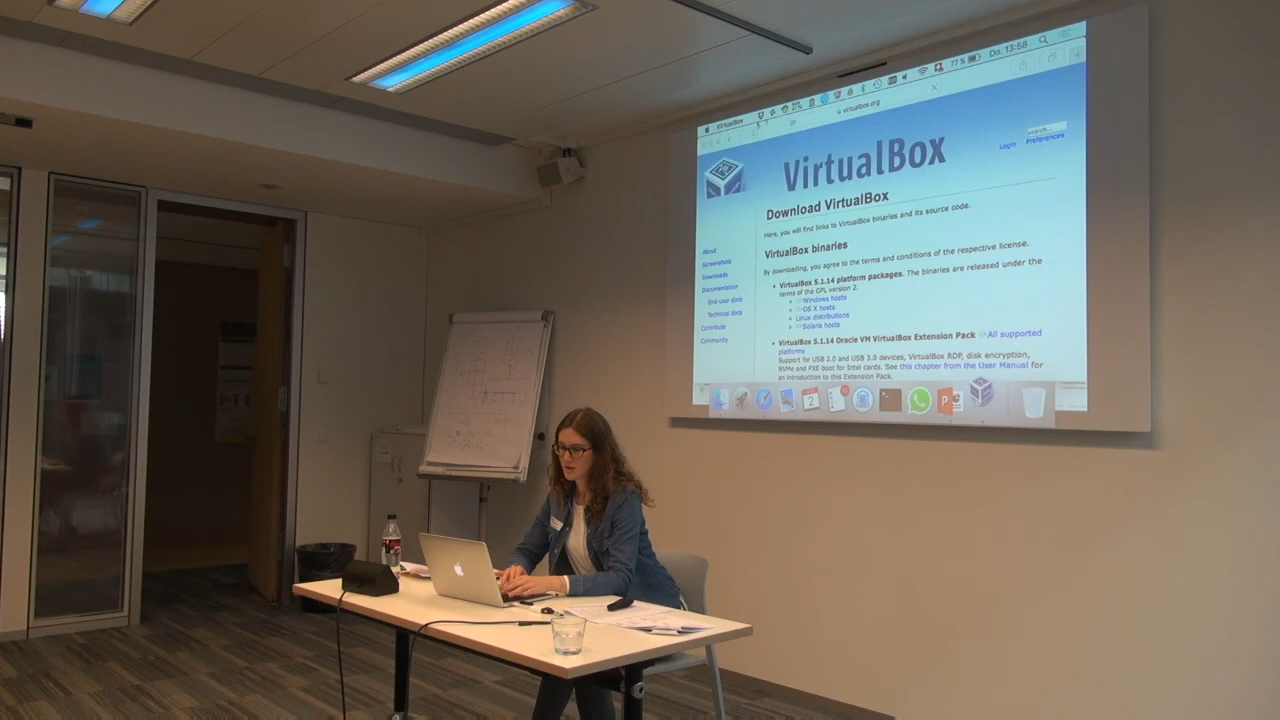 VirtualBox
77 %
Do. 13:58
virtualbox.org
VirtualBox
search...
Login Preferences
Download VirtualBox
Here, you will find links to VirtualBox binaries and its source code.
About
Screenshots
Downloads
Documentation
End-user docs
Technical docs
Contribute
Community
VirtualBox binaries
By downloading, you agree to the terms and conditions of the respective license.
VirtualBox 5.1.14 platform packages. The binaries are released under the
terms of the GPL version 2.
Windows hosts
OS X hosts
Linux distributions
Solaris hosts
VirtualBox 5.1.14 Oracle VM VirtualBox Extension Pack All supported
platforms
Support for USB 2.0 and USB 3.0 devices, VirtualBox RDP, disk encryption,
NVMe and PXE boot for Intel cards. See this chapter from the User Manual for
an introduction to this Extension Pack.
2